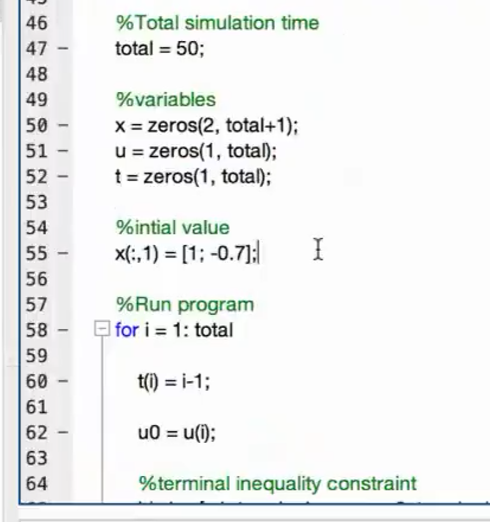 46 %Total simulation time
47 – total = 50;
48
49 %variables
50 – x = zeros(2, total+1);
51 – u = zeros(1, total);
52 – t = zeros(1, total);
53
54 %intial value
55 – x(:,1) = [1; -0.7];
56
57 %Run program
58 – for i = 1: total
59
60 – t(i) = i-1;
61
62 – u0 = u(i);
63
64 %terminal inequality constraint